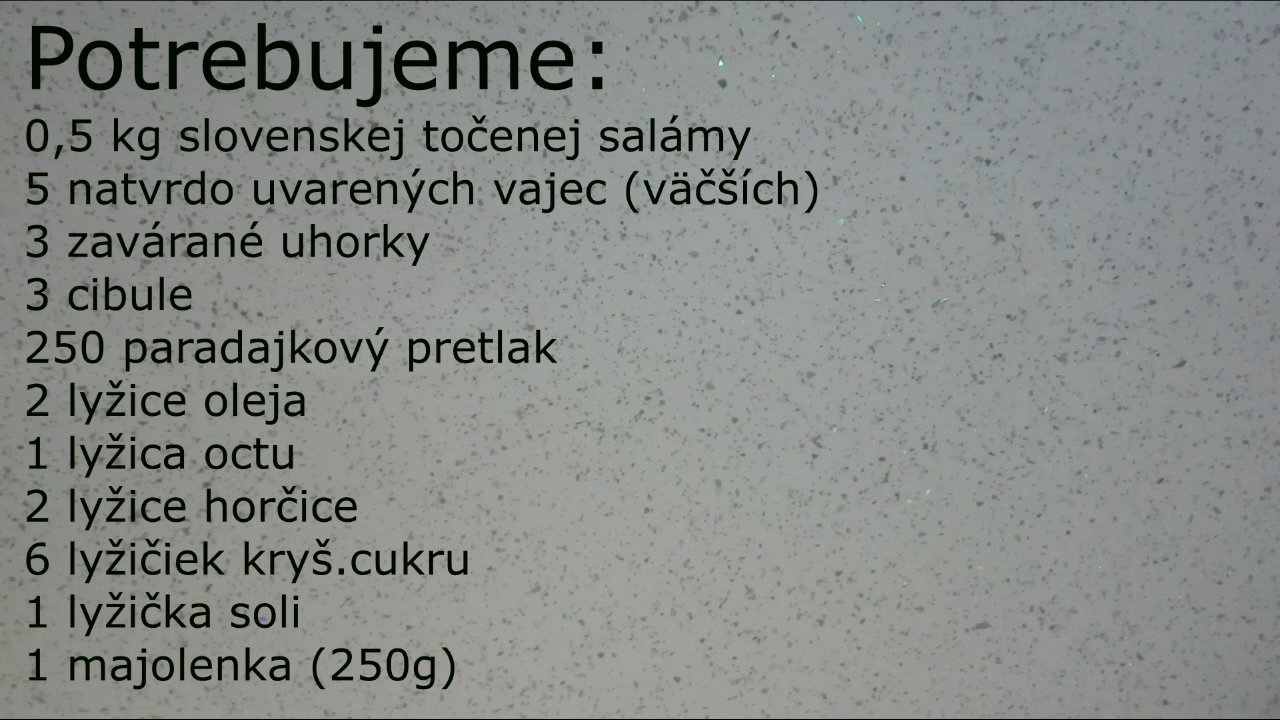 Potrebujeme:
0,5 kg slovenskej točenej salámy
5 natvrdo uvarených vajec (väčších)
3 zavárané uhorky
3 cibule
250 paradajkový pretlak
2 lyžice oleja
1 lyžica octu
2 lyžice horčice
6 lyžičiek kryš.cukru
1 lyžička soli
1 majolenka (250g)